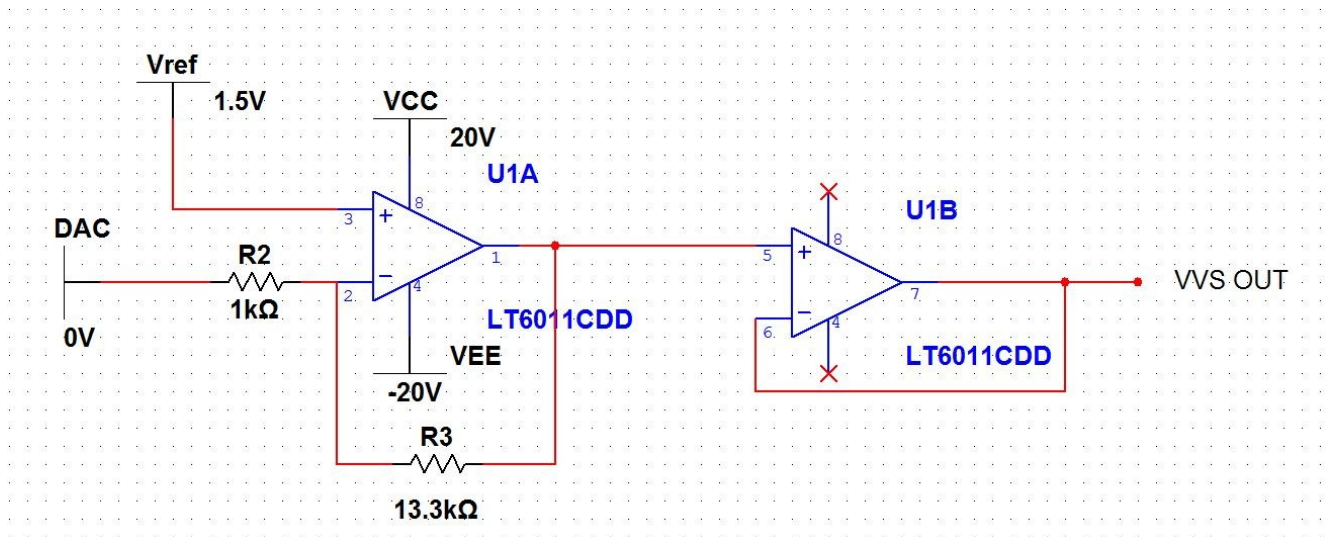 Vref
1.5V
VCC
20V
U1A
8
3
+
DAC
R2
1
−
2
4
1kΩ
0V
LT6011CDD
VEE
-20V
R3
13.3kΩ
U1B
8
5
+
7
VVS OUT
−
6
4
LT6011CDD